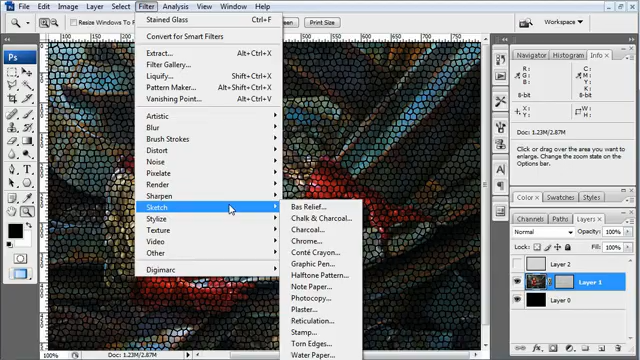 File Edit Image Layer Select Filter Analysis View Window Help
Resize Windows To F
Screen
Print Size
Workspace
Stained Glass Ctrl+F
Convert for Smart Filters
Extract... Alt+Ctrl+X
Filter Gallery...
Liquify... Shift+Ctrl+X
Pattern Maker... Alt+Shift+Ctrl+X
Vanishing Point... Alt+Ctrl+V
Artistic
Blur
Brush Strokes
Distort
Noise
Pixelate
Render
Sharpen
Sketch
Stylize
Texture
Video
Other
Digimarc
Bas Relief...
Chalk & Charcoal...
Charcoal...
Chrome...
Conté Crayon...
Graphic Pen...
Halftone Pattern...
Note Paper...
Photocopy...
Plaster...
Reticulation...
Stamp...
Torn Edges...
Water Paper...
Ps
Navigator Histogram Info
R: C:
G: M:
B: Y:
K:
8-bit 8-bit
X: W:
Y: H:
Doc: 1.23M/2.87M
Click image or drag over the area you
want to enlarge. Change the zoom state on
the Options bar.
Color Swatches Styles
Channels Paths Layers
Normal Opacity: 100%
Lock: Fill: 100%
Layer 2
Layer 1
Layer 0
100% Doc: 1.23M/2.87M